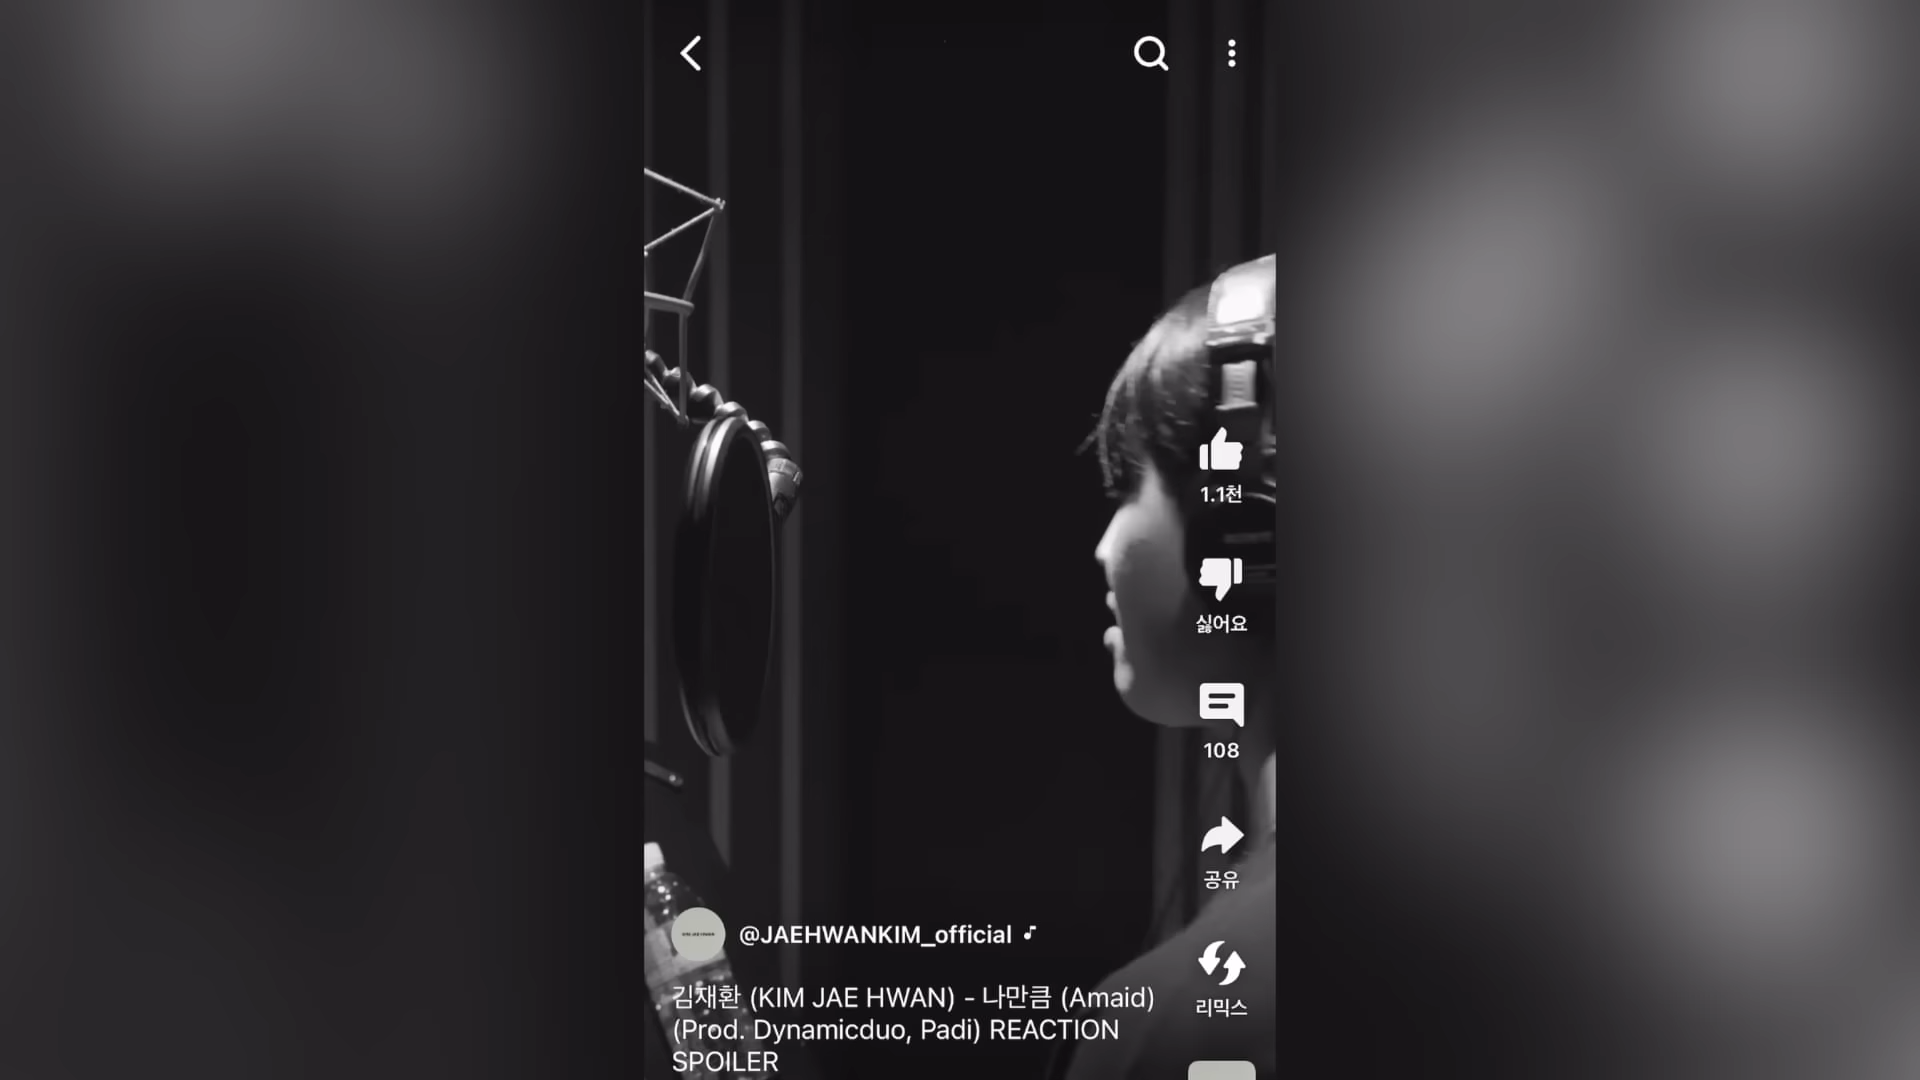 1.1천
싫어요
108
공유
@JAEHWANKIM_official
리믹스
김재환 (KIM JAE HWAN) - 나만큼 (Amaid)
(Prod. Dynamicduo, Padi) REACTION
SPOILER